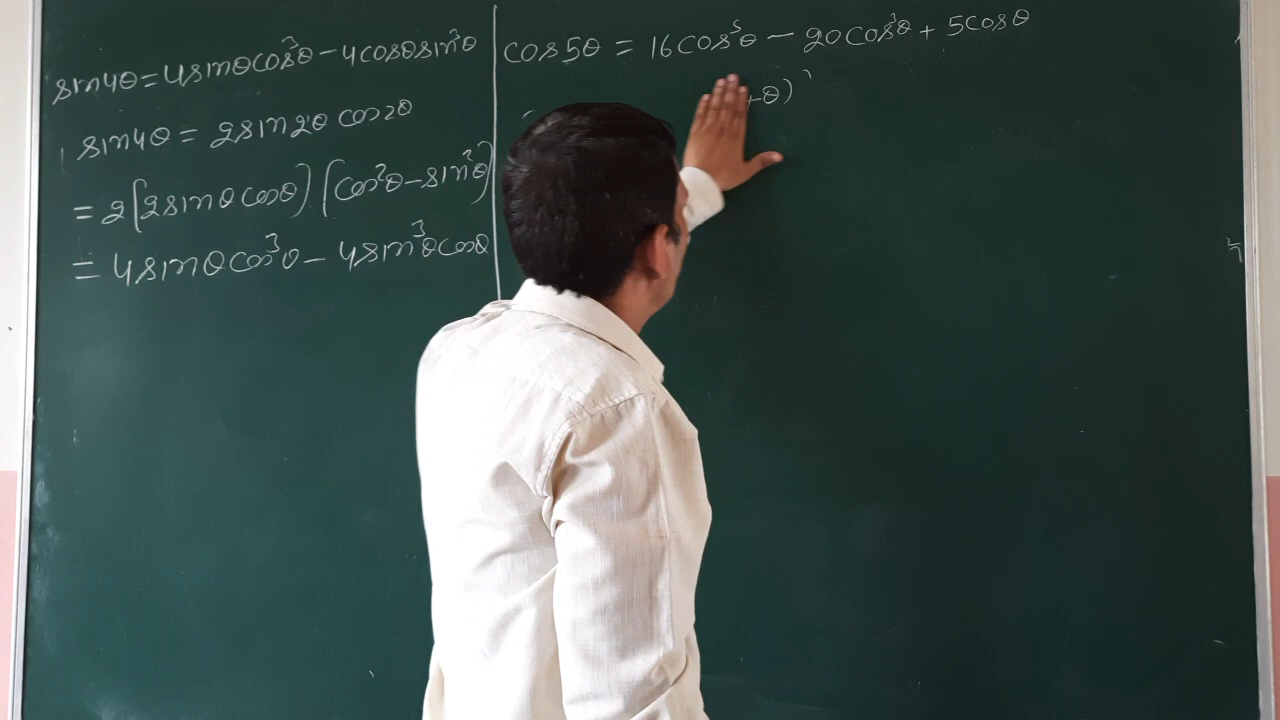 sin4θ=4sinθcos³θ-4cosθsin³θ
sin4θ = 2sin2θ cos2θ
= 2(2sinθcosθ)(cos²θ-sin²θ)
= 4sinθcos³θ - 4sin³θcosθ
cos5θ = 16cos⁵θ - 20cos³θ + 5cosθ
+θ)